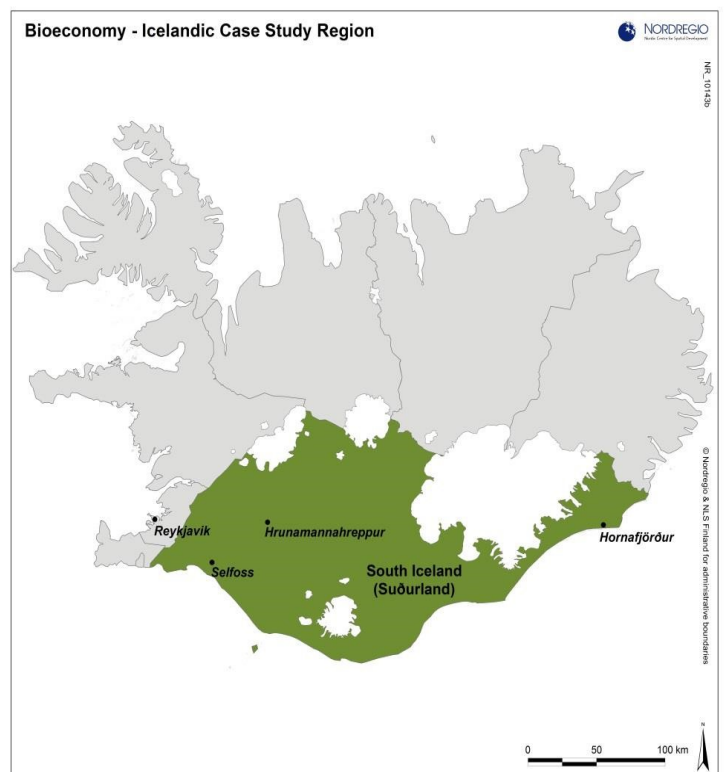 Bioeconomy - Icelandic Case Study Region
NORDREGIO
Nordic Centre for Spatial Development
NR_10143b
Reykjavik
Hrunamannahreppur
Hornafjörður
Selfoss
South Iceland
(Suðurland)
© Nordregio & NLS Finland for administrative boundaries
0 50 100 km
N